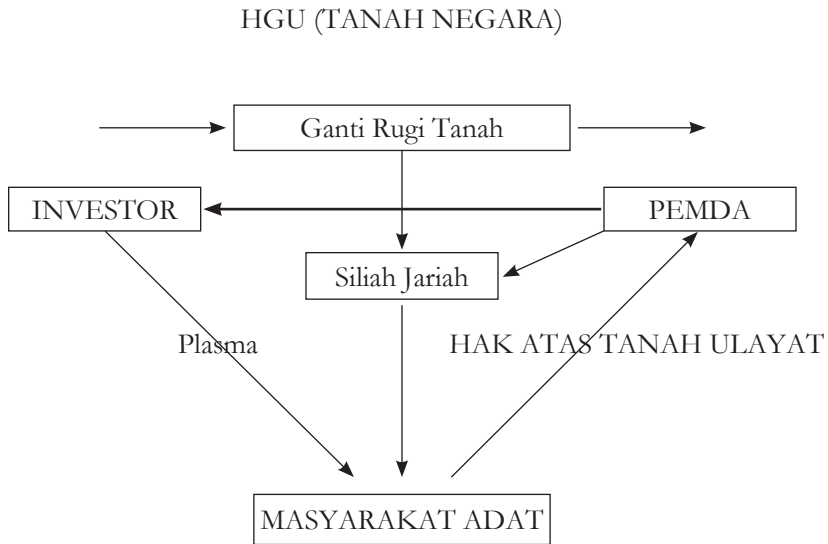 HGU (TANAH NEGARA)
Ganti Rugi Tanah
INVESTOR
PEMDA
Siliah Jariah
Plasma
HAK ATAS TANAH ULAYAT
MASYARAKAT ADAT